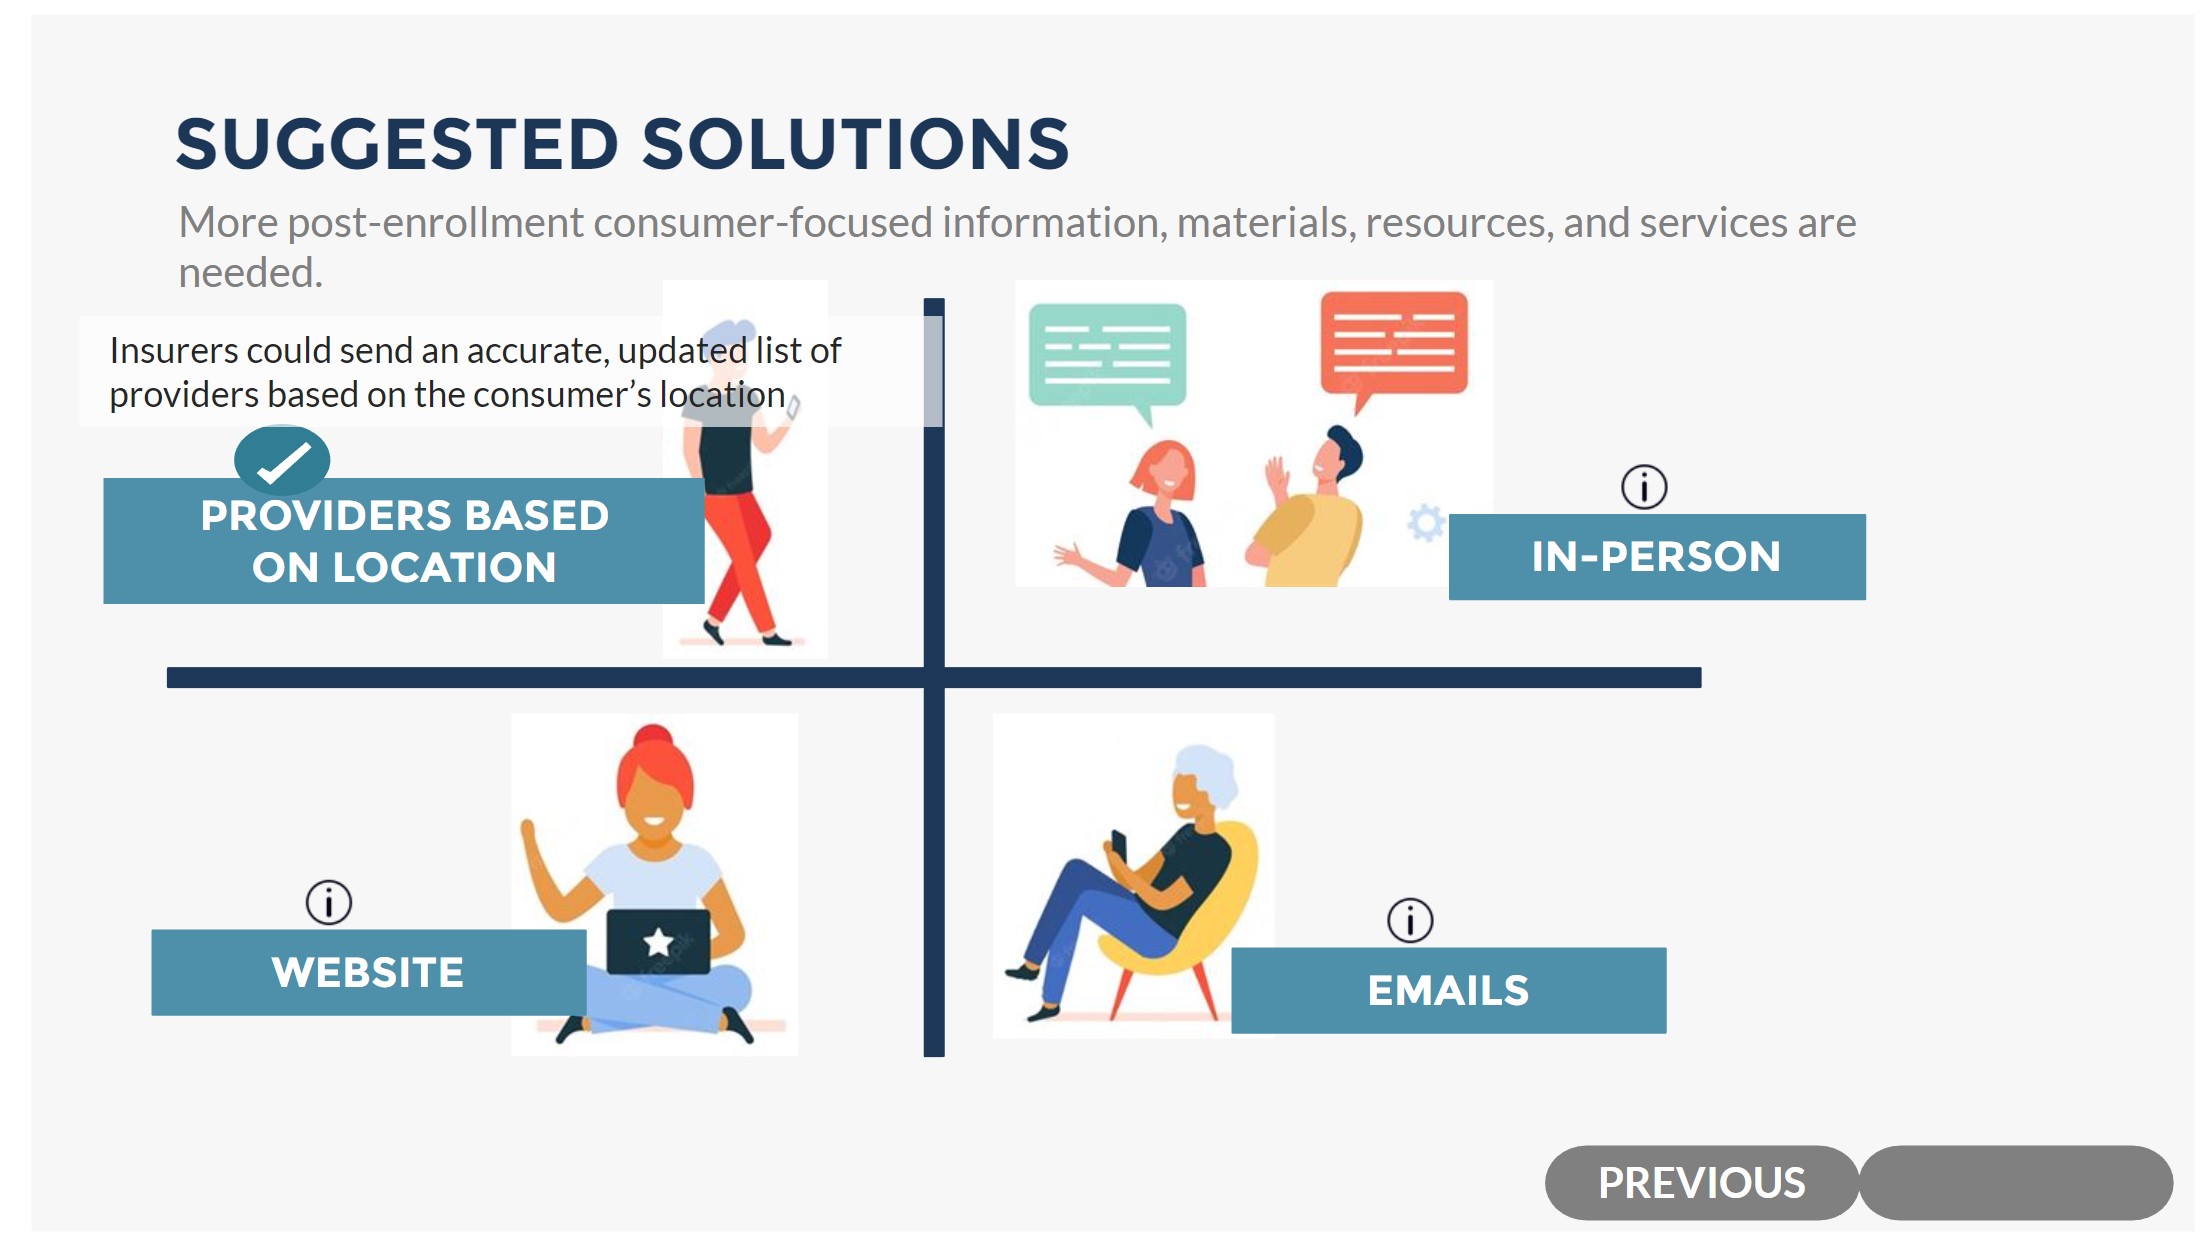 SUGGESTED SOLUTIONS
More post-enrollment consumer-focused information, materials, resources, and services are
needed.
Insurers could send an accurate, updated list of
providers based on the consumer’s location
PROVIDERS BASED
ON LOCATION
IN-PERSON
WEBSITE
EMAILS
PREVIOUS